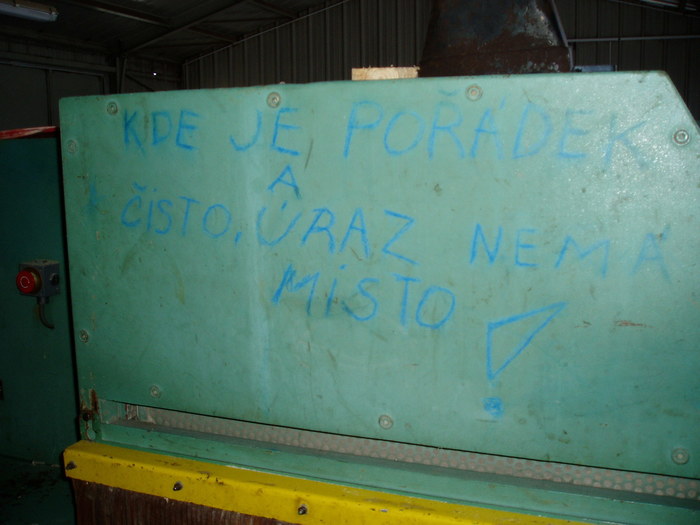 KDE JE POŘÁDEK
A
ČISTO, ÚRAZ NEMÁ
MÍSTO!